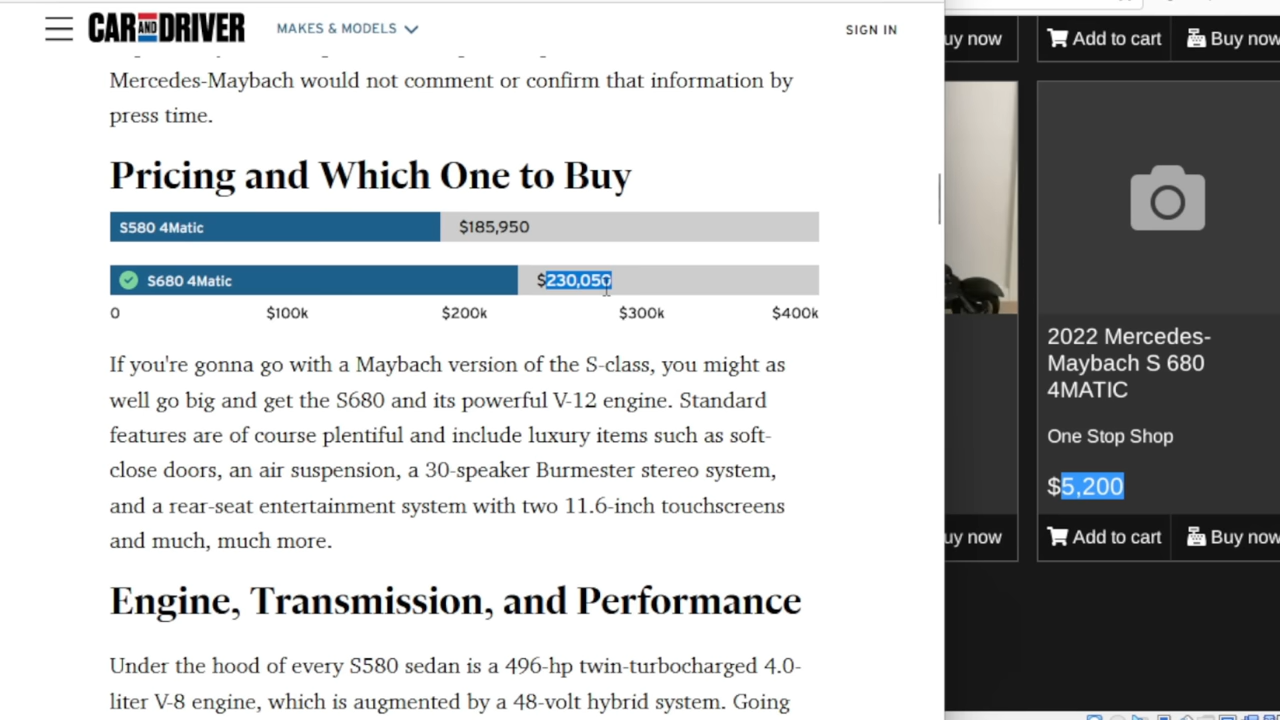 CAR AND DRIVER
MAKES & MODELS
SIGN IN
Mercedes-Maybach would not comment or confirm that information by
press time.
Pricing and Which One to Buy
S580 4Matic
$185,950
S680 4Matic
$230,050
0 $100k $200k $300k $400k
If you're gonna go with a Maybach version of the S-class, you might as
well go big and get the S680 and its powerful V-12 engine. Standard
features are of course plentiful and include luxury items such as soft-
close doors, an air suspension, a 30-speaker Burmester stereo system,
and a rear-seat entertainment system with two 11.6-inch touchscreens
and much, much more.
Engine, Transmission, and Performance
Under the hood of every S580 sedan is a 496-hp twin-turbocharged 4.0-
liter V-8 engine, which is augmented by a 48-volt hybrid system. Going
uy now
Add to cart
Buy now
2022 Mercedes-
Maybach S 680
4MATIC
One Stop Shop
$5,200
uy now
Add to cart
Buy now